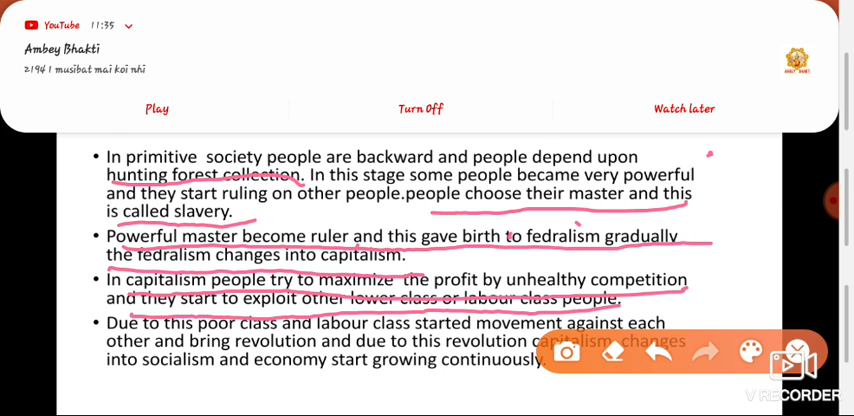 YouTube 11:35
Ambey Bhakti
2194 1 musibat mai koi nhi
AMBEY BHAKTI
Play Turn Off Watch later
• In primitive society people are backward and people depend upon
hunting forest collection. In this stage some people became very powerful
and they start ruling on other people.people choose their master and this
is called slavery.
• Powerful master become ruler and this gave birth to fedralism gradually
the fedralism changes into capitalism.
• In capitalism people try to maximize the profit by unhealthy competition
and they start to exploit other lower class or labour class people.
• Due to this poor class and labour class started movement against each
other and bring revolution and due to this revolution capitalism changes
into socialism and economy start growing continuously.
V RECORDER